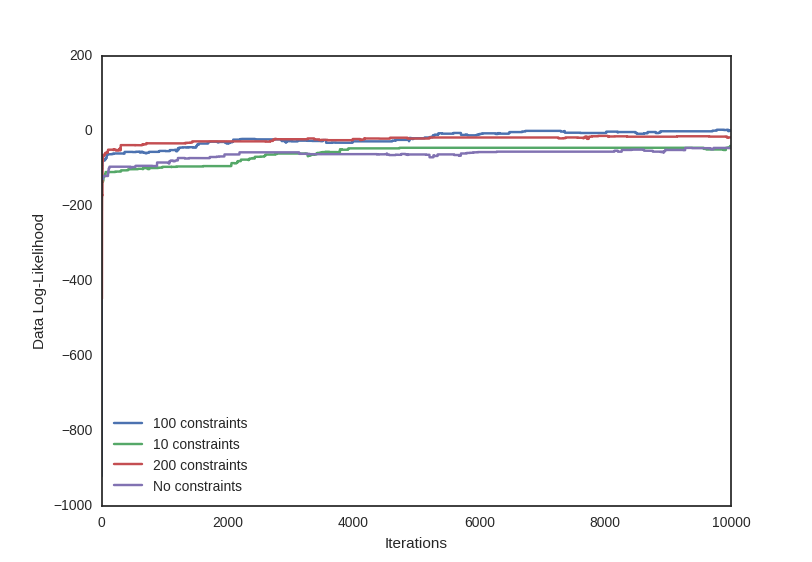 200
0
−200
−400
−600
−800
−1000
Data Log-Likelihood
100 constraints
10 constraints
200 constraints
No constraints
0 2000 4000 6000 8000 10000
Iterations